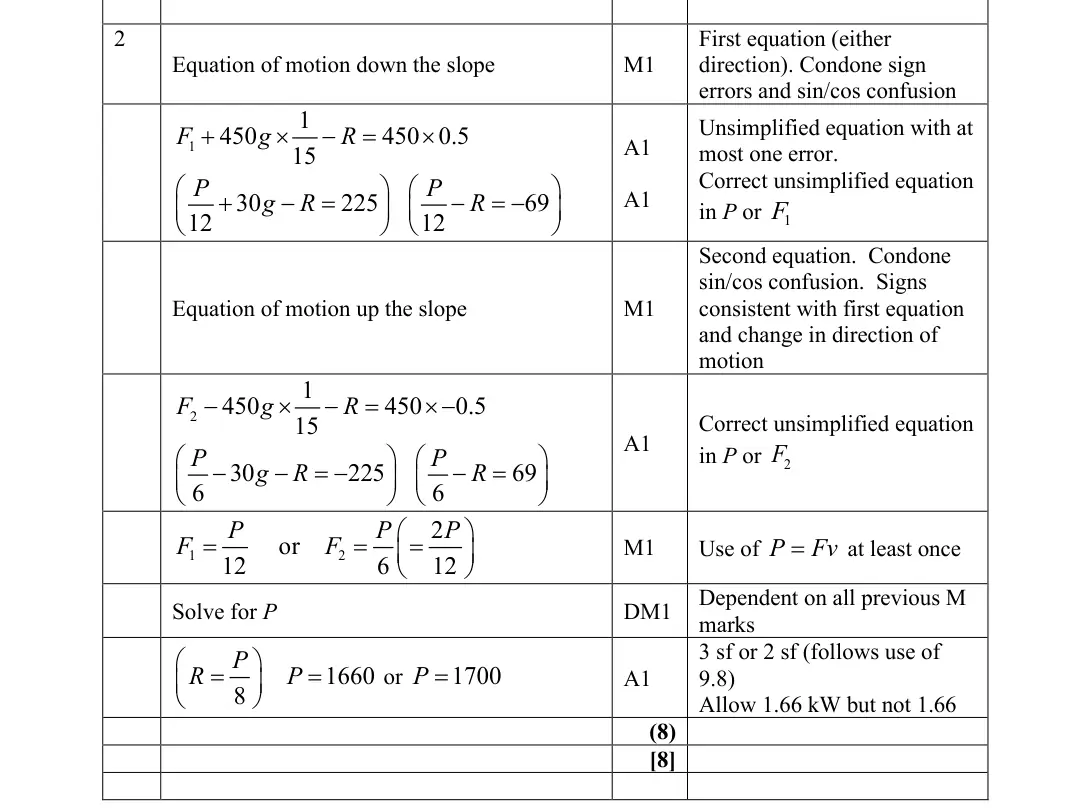 2
Equation of motion down the slope
M1
First equation (either
direction). Condone sign
errors and sin/cos confusion
F₁ + 450g × 1/15 − R = 450 × 0.5
(P/12 + 30g − R = 225) (P/12 − R = −69)
A1
A1
Unsimplified equation with at
most one error.
Correct unsimplified equation
in P or F₁
Equation of motion up the slope
M1
Second equation. Condone
sin/cos confusion. Signs
consistent with first equation
and change in direction of
motion
F₂ − 450g × 1/15 − R = 450 × −0.5
(P/6 − 30g − R = −225) (P/6 − R = 69)
A1
Correct unsimplified equation
in P or F₂
F₁ = P/12 or F₂ = P/6 (= 2P/12)
M1
Use of P = Fv at least once
Solve for P
DM1
Dependent on all previous M
marks
(R = P/8) P = 1660 or P = 1700
A1
3 sf or 2 sf (follows use of
9.8)
Allow 1.66 kW but not 1.66
(8)
[8]